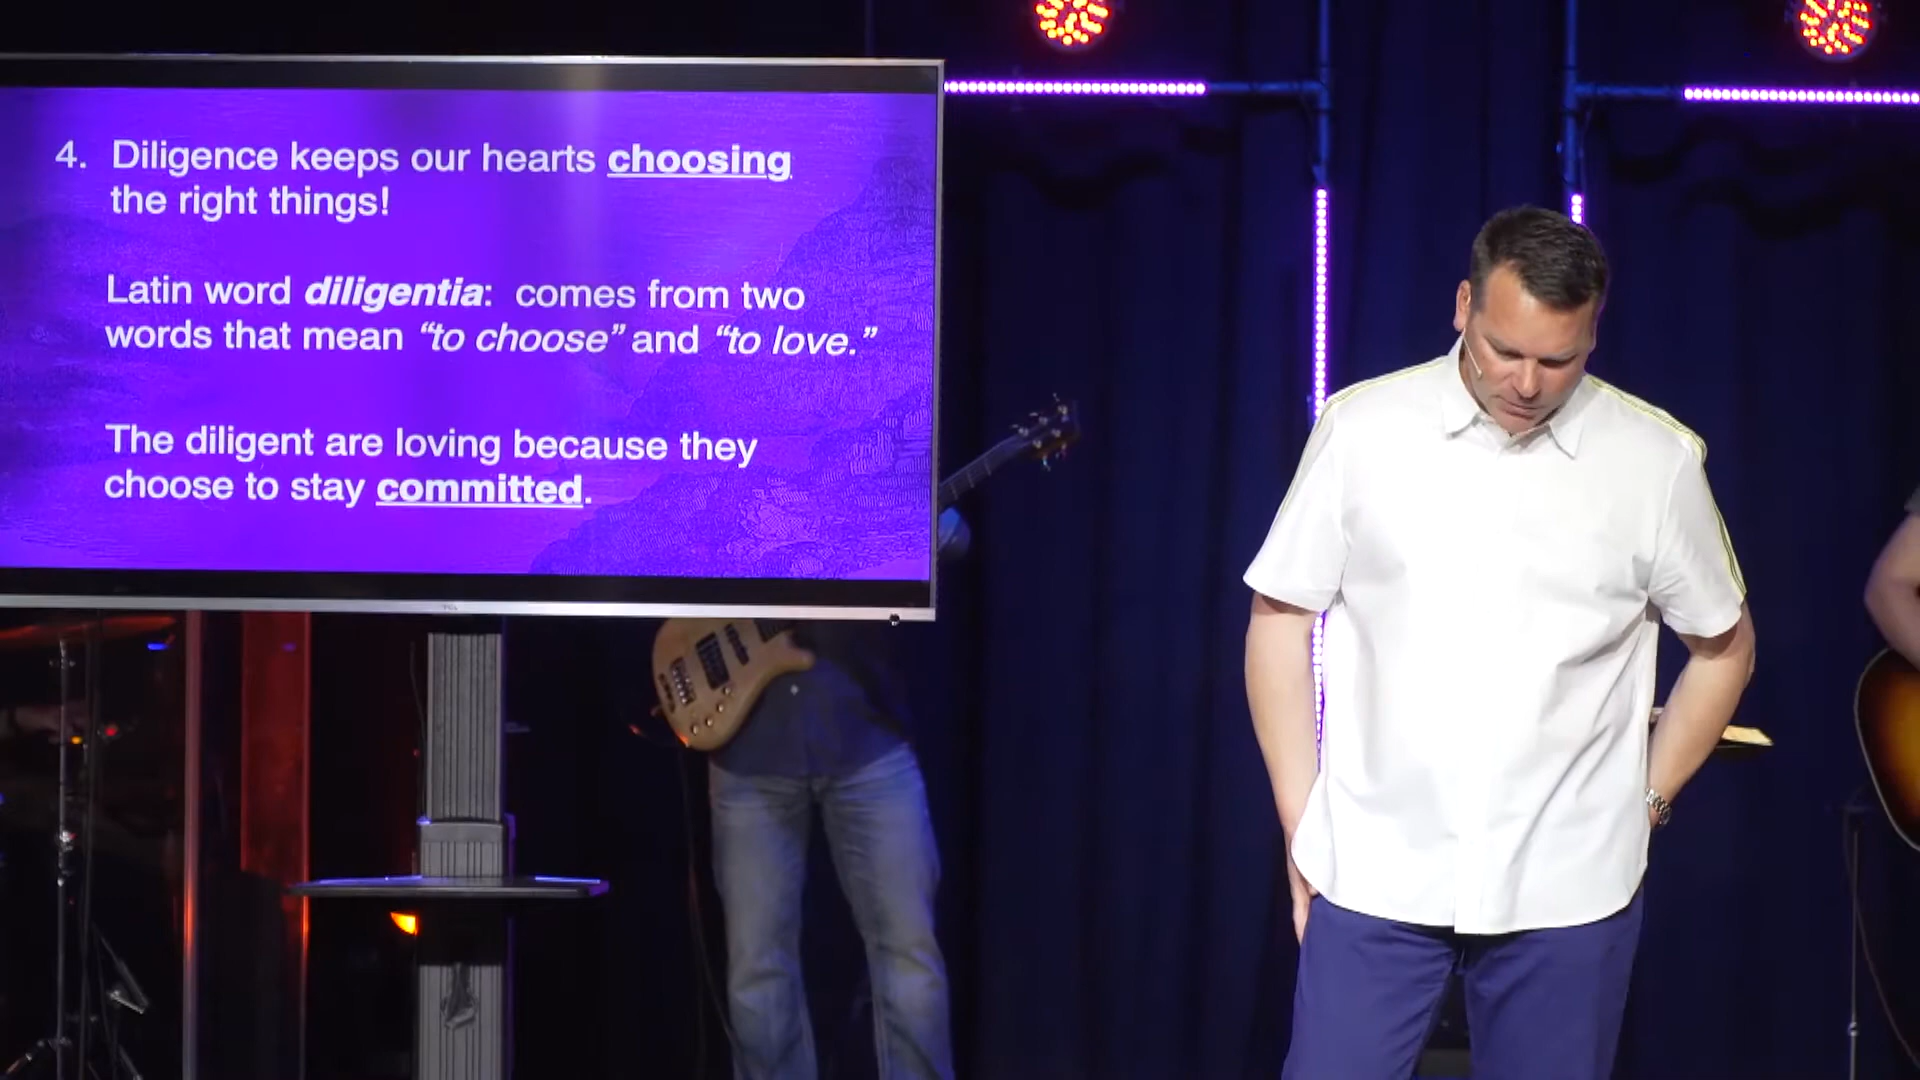 4. Diligence keeps our hearts choosing
the right things!
Latin word diligentia: comes from two
words that mean “to choose” and “to love.”
The diligent are loving because they
choose to stay committed.
TCL